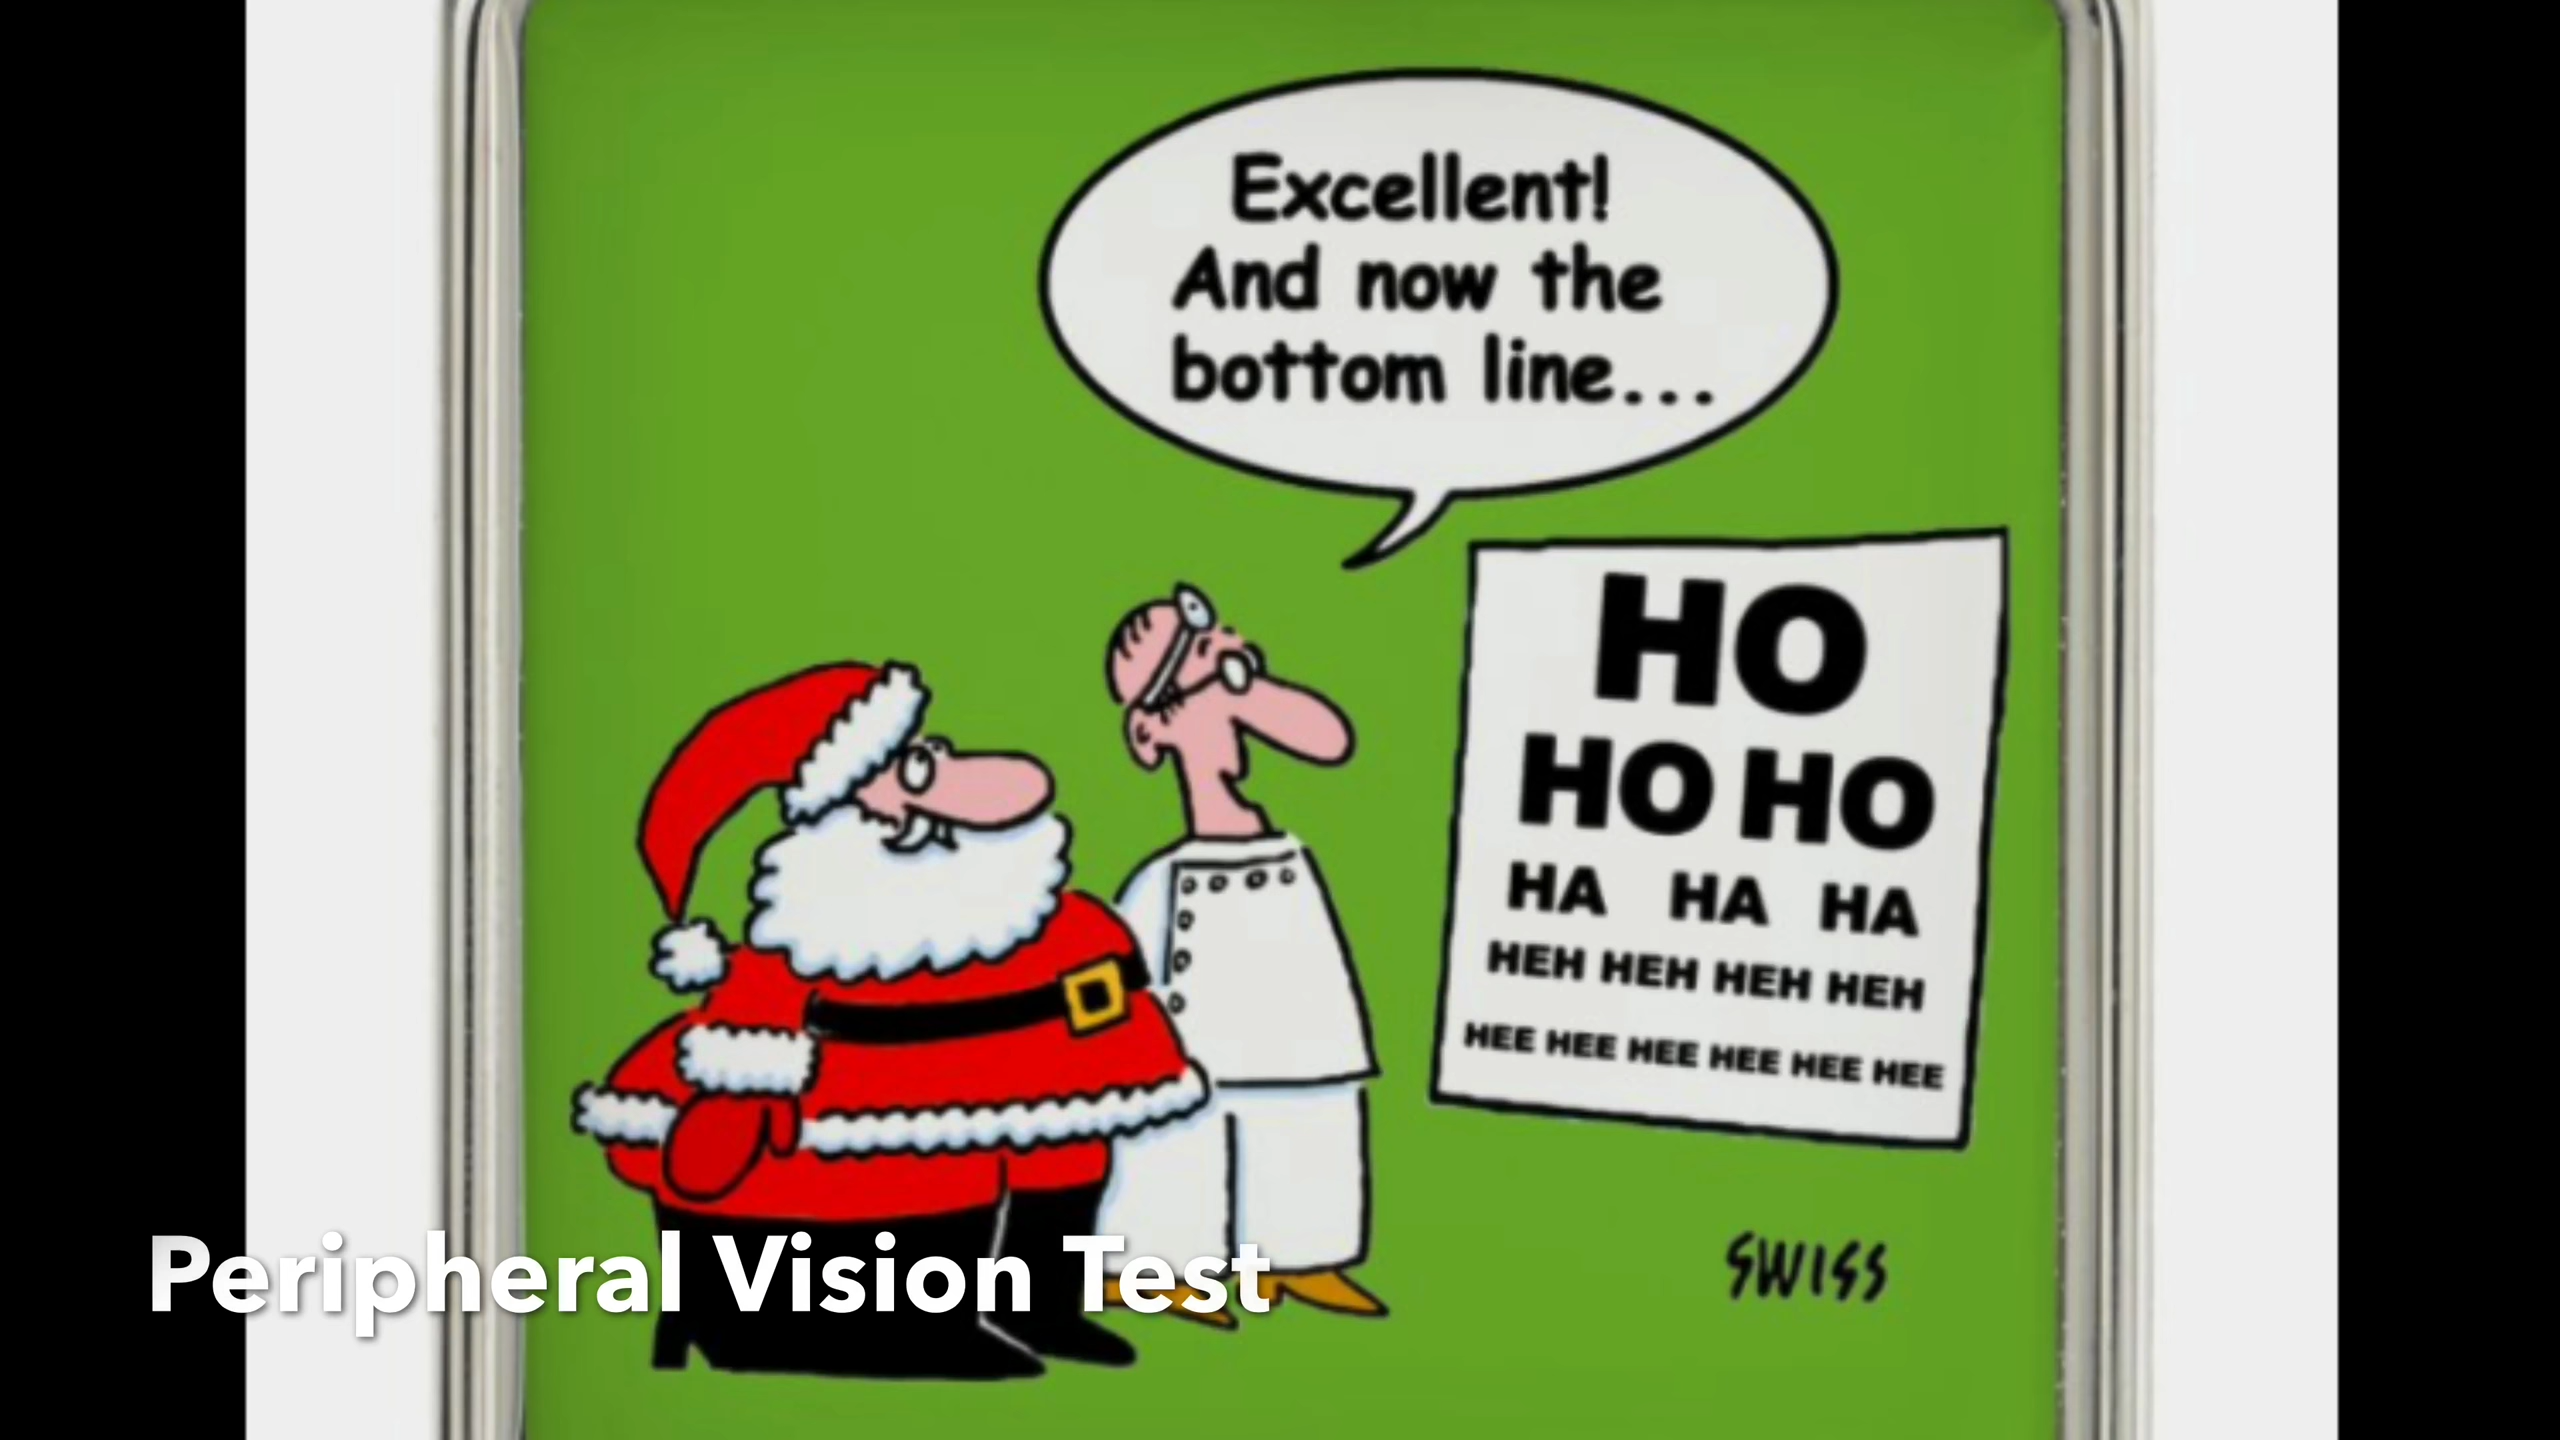 Excellent!
And now the
bottom line...
HO
HO HO
HA HA HA
HEH HEH HEH HEH
HEE HEE HEE HEE HEE HEE
SWISS
Peripheral Vision Test